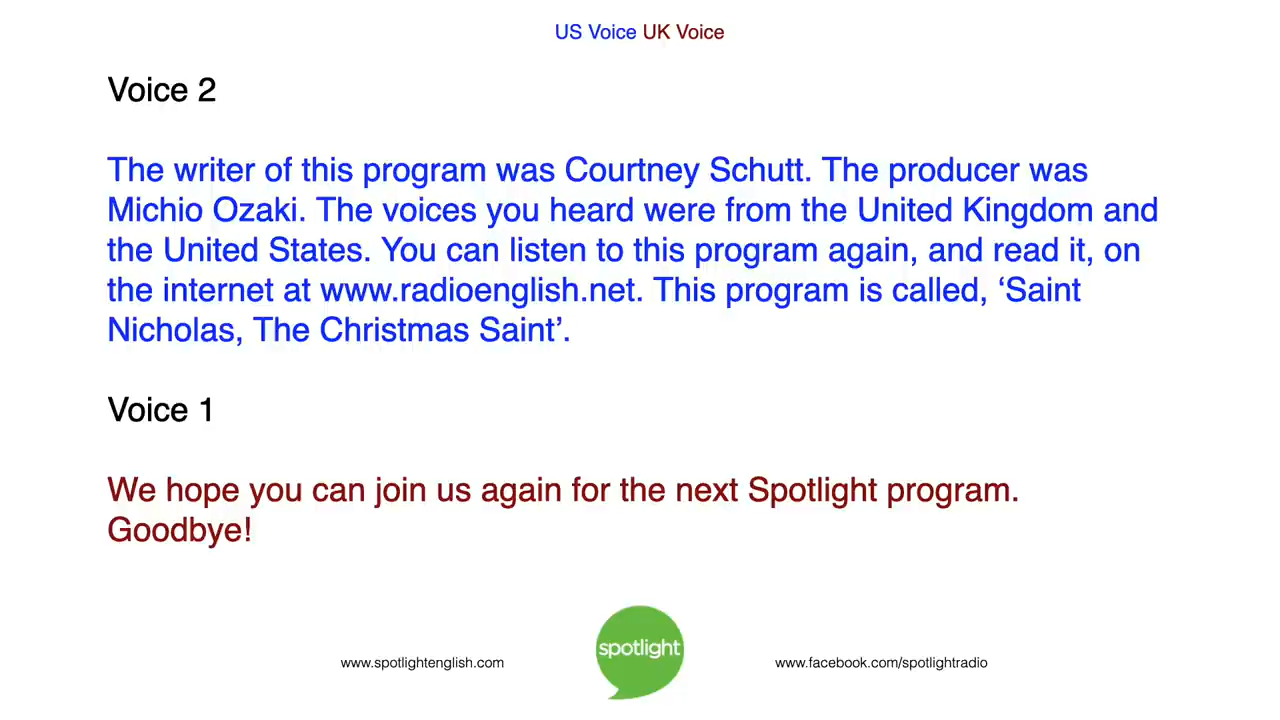 US Voice UK Voice
Voice 2
The writer of this program was Courtney Schutt. The producer was
Michio Ozaki. The voices you heard were from the United Kingdom and
the United States. You can listen to this program again, and read it, on
the internet at www.radioenglish.net. This program is called, ‘Saint
Nicholas, The Christmas Saint’.
Voice 1
We hope you can join us again for the next Spotlight program.
Goodbye!
www.spotlightenglish.com
spotlight
www.facebook.com/spotlightradio